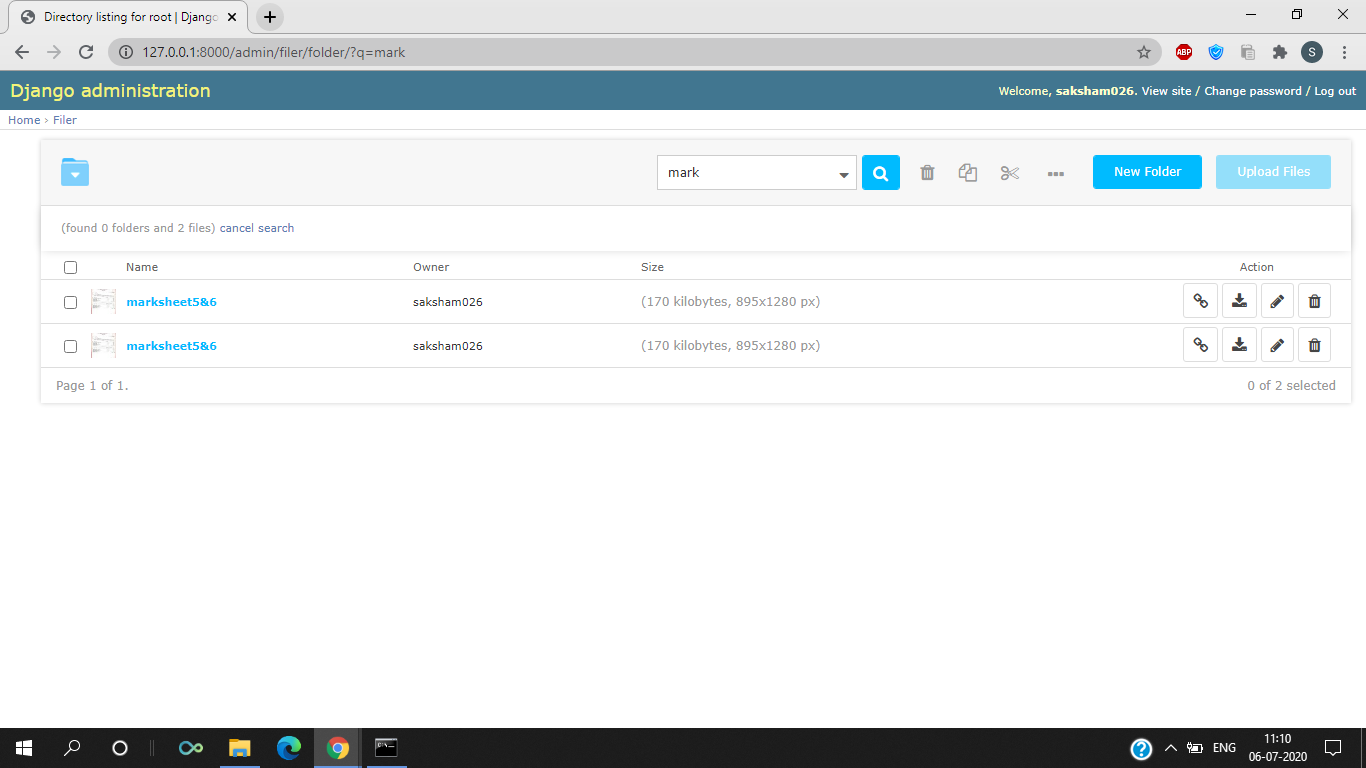 Directory listing for root | Django
127.0.0.1:8000/admin/filer/folder/?q=mark
ABP
S
Django administration
Welcome, saksham026. View site / Change password / Log out
Home › Filer
mark
New Folder
Upload Files
(found 0 folders and 2 files) cancel search
Name Owner Size Action
marksheet5&6 saksham026 (170 kilobytes, 895x1280 px)
marksheet5&6 saksham026 (170 kilobytes, 895x1280 px)
Page 1 of 1. 0 of 2 selected
ENG
11:10
06-07-2020